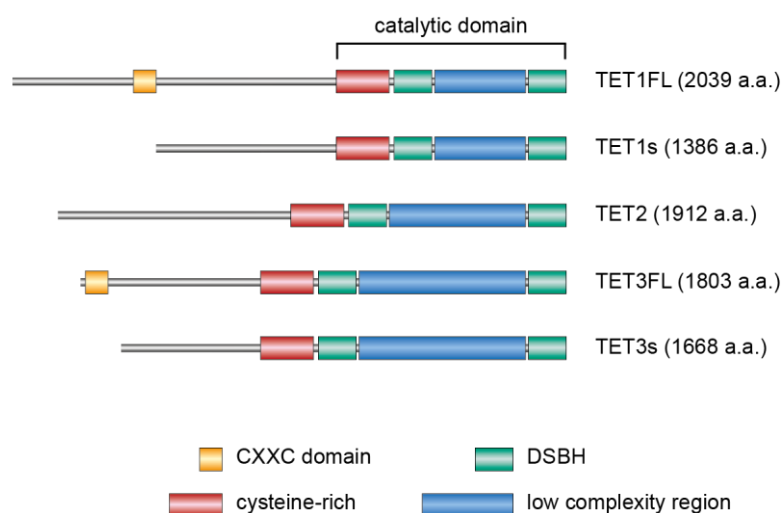 catalytic domain
TET1FL (2039 a.a.)
TET1s (1386 a.a.)
TET2 (1912 a.a.)
TET3FL (1803 a.a.)
TET3s (1668 a.a.)
CXXC domain
DSBH
cysteine-rich
low complexity region